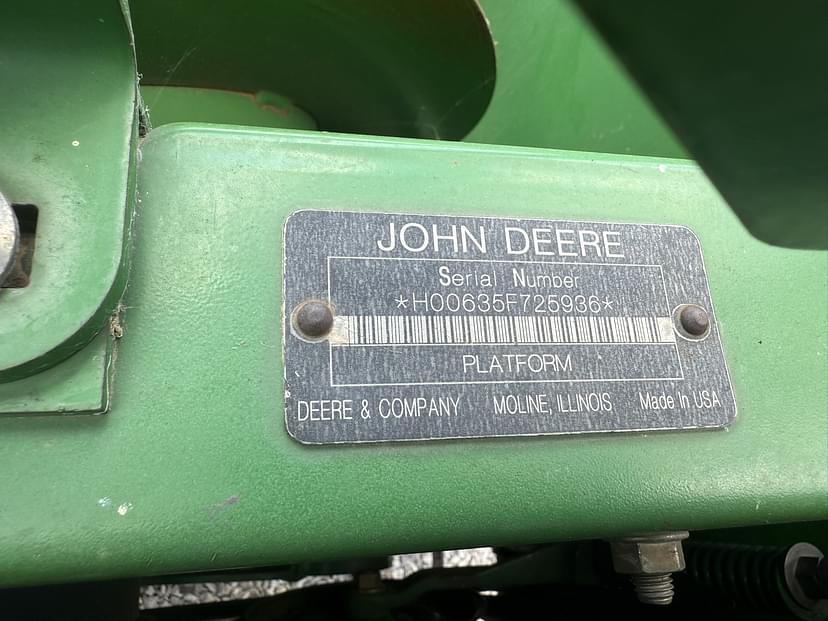 JOHN DEERE
Serial Number
*H00635F725936*
PLATFORM
DEERE & COMPANY MOLINE, ILLINOIS Made In USA